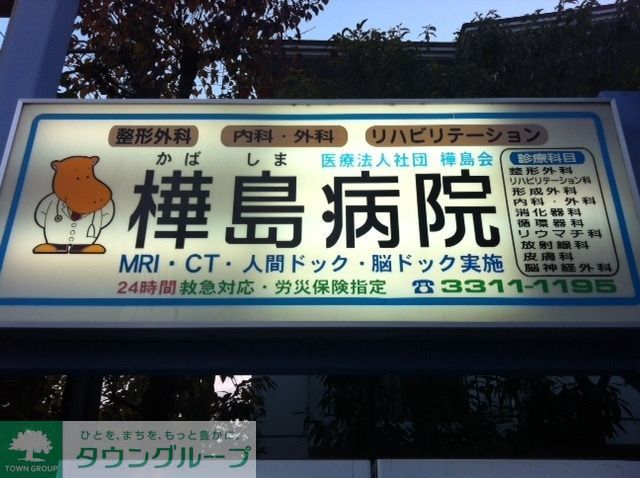 整形外科 内科・外科 リハビリテーション
かば しま 医療法人社団 樺島会
樺島病院
MRI・CT・人間ドック・脳ドック実施
24時間救急対応・労災保険指定 ☎3311-1195
診療科目
整形外科
リハビリテーション科
形成外科
内科・外科
消化器科
循環器科
リウマチ科
放射線科
皮膚科
脳神経外科
ひとを、まちを、もっと豊かに。
タウングループ
TOWN GROUP